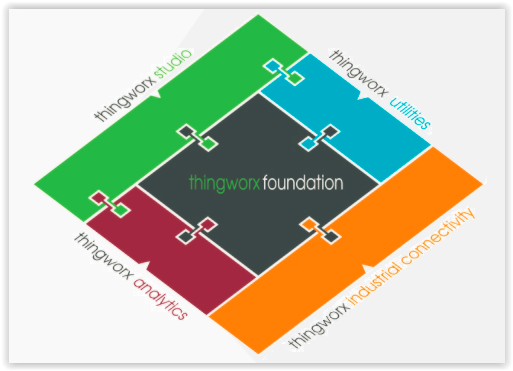 thingworx studio
thingworx utilities
thingworx foundation
thingworx analytics
thingworx industrial connectivity